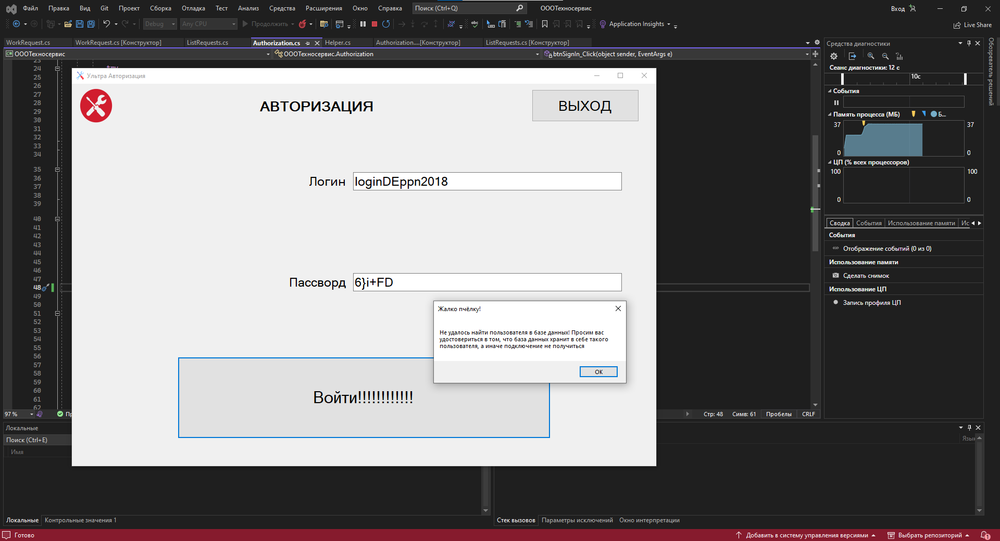 Файл Правка Вид Git Проект Сборка Отладка Тест Анализ Средства Расширения Окно Справка Поиск (Ctrl+Q) ОООТехносервис Вход
Debug Any CPU Продолжить Application Insights Live Share
WorkRequest.cs WorkRequest.cs [Конструктор] ListRequests.cs Authorization.cs Helper.cs Authorization....[Конструктор] ListRequests.cs [Конструктор]
C# ОООТехносервис ОООТехносервис.Authorization btnSignIn_Click(object sender, EventArgs e)
23
24 try
25
26
27
28
29
30
31
32
33
34
35
36
37
38
39
40
41
42
43
44
45
46
47
48
49
50
51
52
53
54
55
56
57
58
59
60
61
62
Ультра Авторизация
АВТОРИЗАЦИЯ
ВЫХОД
Логин loginDEppn2018
Пассворд 6}i+FD
Жалко пчёлку!
Не удалось найти пользователя в базе данных! Просим вас
удостовериться в том, что база данных хранит в себе такого
пользователя, а иначе подключение не получиться
ОК
Войти!!!!!!!!!!!!
97 % Пр Стр: 48 Симв: 61 Пробелы CRLF
Средства диагностики
Сеанс диагностики: 12 с
10с
События
Память процесса (МБ) Б...
37 37
0 0
ЦП (% всех процессоров)
100 100
0 0
Сводка События Использование памяти Ис
События
Отображение событий (0 из 0)
Использование памяти
Сделать снимок
Использование ЦП
Запись профиля ЦП
Обозреватель решений
Локальные
Поиск (Ctrl+E)
Имя
Язык
Локальные Контрольные значения 1
Стек вызовов Параметры исключений Окно интерпретации
Готово Добавить в систему управления версиями Выбрать репозиторий 1